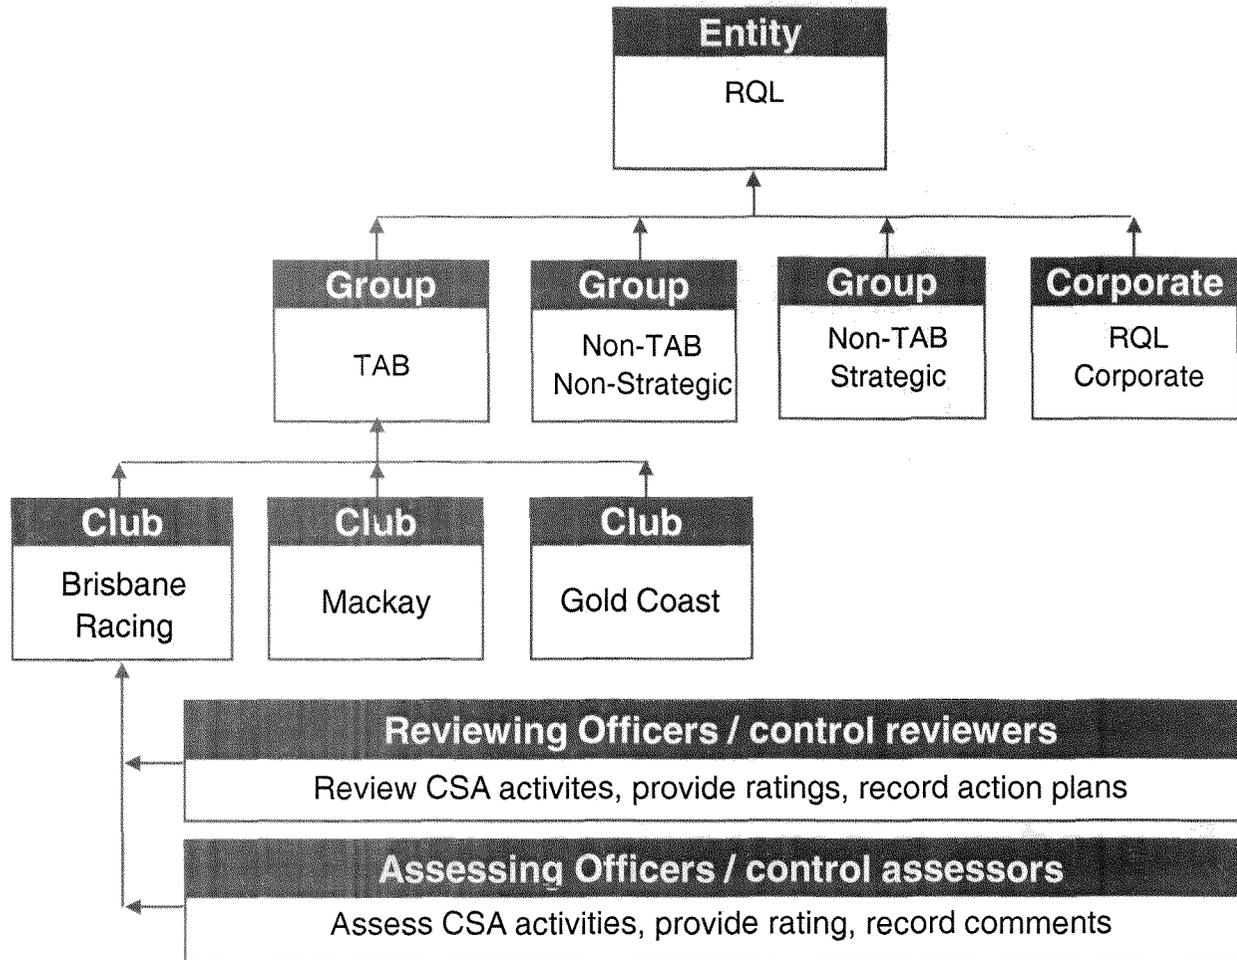 Entity
RQL
Group
TAB
Group
Non-TAB
Non-Strategic
Group
Non-TAB
Strategic
Corporate
RQL
Corporate
Club
Brisbane
Racing
Club
Mackay
Club
Gold Coast
Reviewing Officers / control reviewers
Review CSA activites, provide ratings, record action plans
Assessing Officers / control assessors
Assess CSA activities, provide rating, record comments